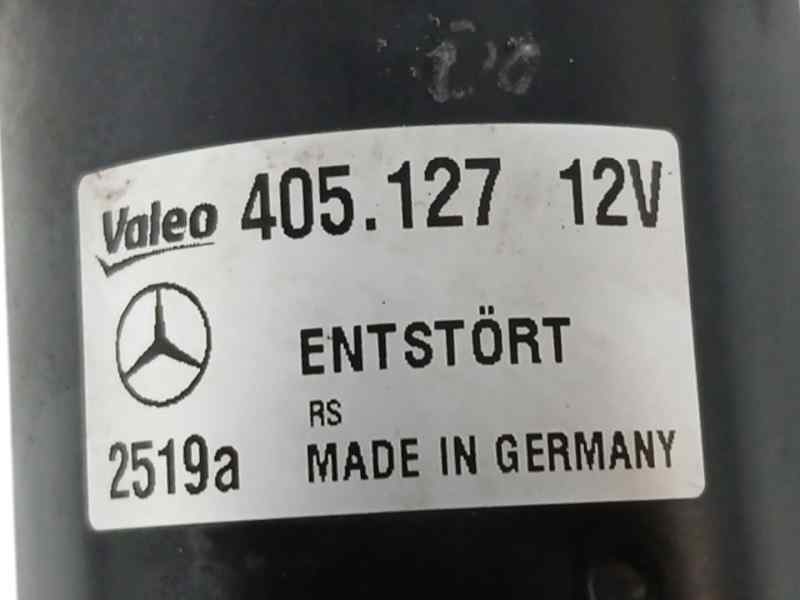 Valeo 405.127 12V
ENTSTÖRT
RS
2519a MADE IN GERMANY